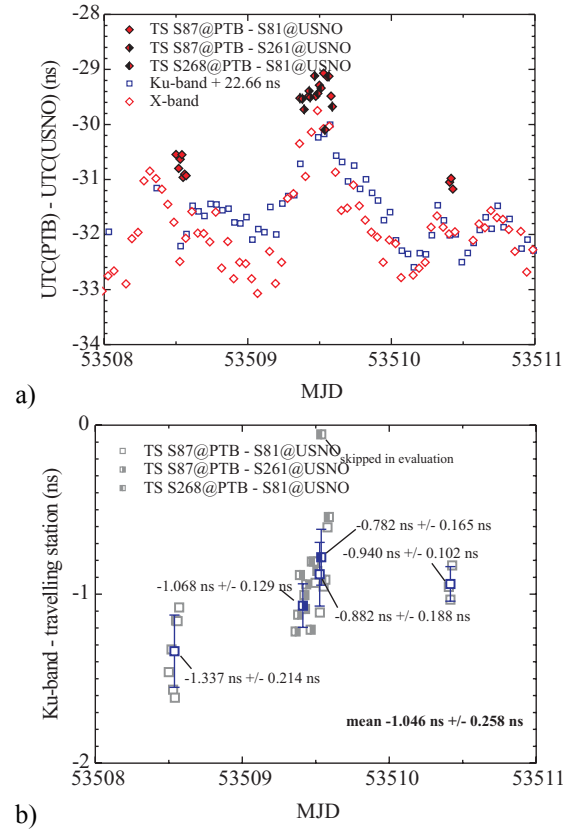 -28
TS S87@PTB - S81@USNO
TS S87@PTB - S261@USNO
TS S268@PTB - S81@USNO
Ku-band + 22.66 ns
X-band
-29
-30
-31
-32
-33
-34
UTC(PTB) - UTC(USNO) (ns)
53508
53509
53510
53511
MJD
a)
0
TS S87@PTB - S81@USNO
TS S87@PTB - S261@USNO
TS S268@PTB - S81@USNO
skipped in evaluation
-0.782 ns +/- 0.165 ns
-0.940 ns +/- 0.102 ns
-1.068 ns +/- 0.129 ns
-1
-0.882 ns +/- 0.188 ns
-1.337 ns +/- 0.214 ns
mean -1.046 ns +/- 0.258 ns
-2
Ku-band - travelling station (ns)
53508
53509
53510
53511
MJD
b)